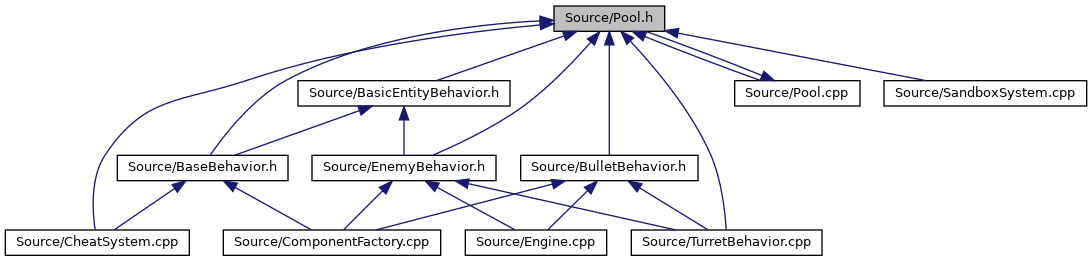 Source/Pool.h
Source/BasicEntityBehavior.h
Source/Pool.cpp
Source/SandboxSystem.cpp
Source/BaseBehavior.h
Source/EnemyBehavior.h
Source/BulletBehavior.h
Source/CheatSystem.cpp
Source/ComponentFactory.cpp
Source/Engine.cpp
Source/TurretBehavior.cpp